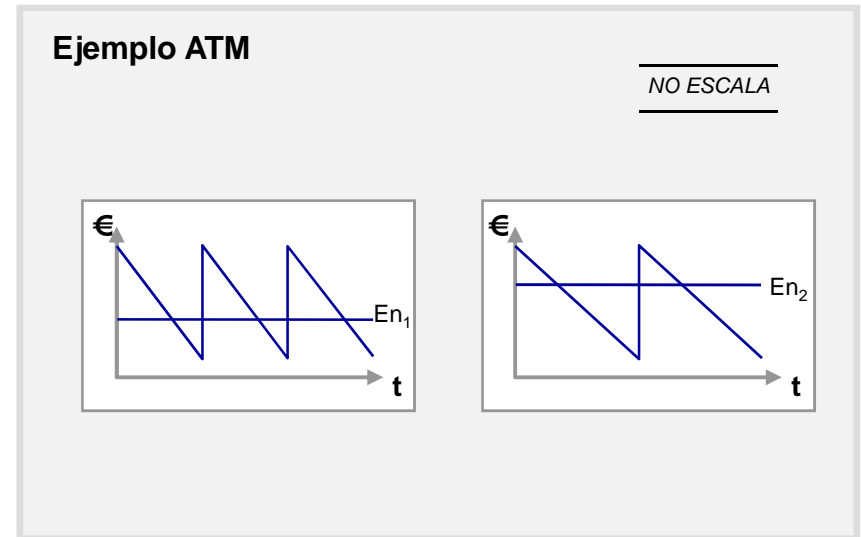 Ejemplo ATM
NO ESCALA
€
En₁
t
€
En₂
t